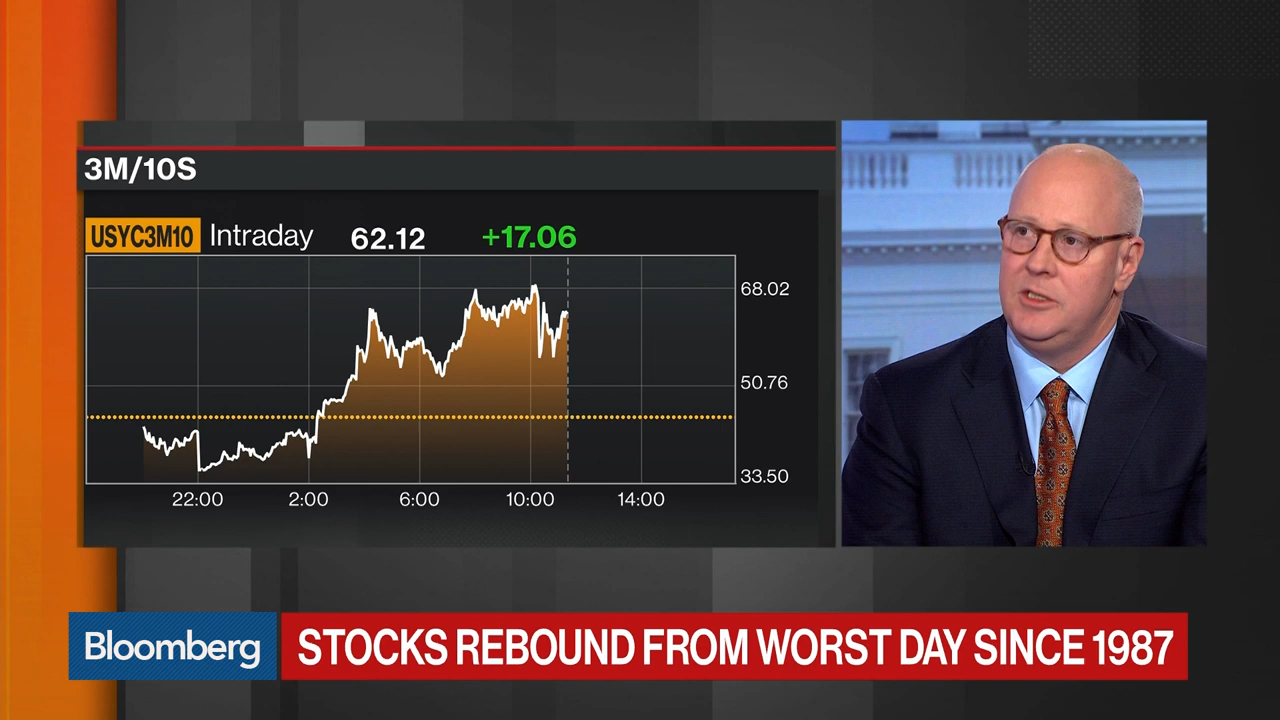 3M/10S
USYC3M10 Intraday 62.12 +17.06
68.02
50.76
33.50
22:00 2:00 6:00 10:00 14:00
Bloomberg STOCKS REBOUND FROM WORST DAY SINCE 1987